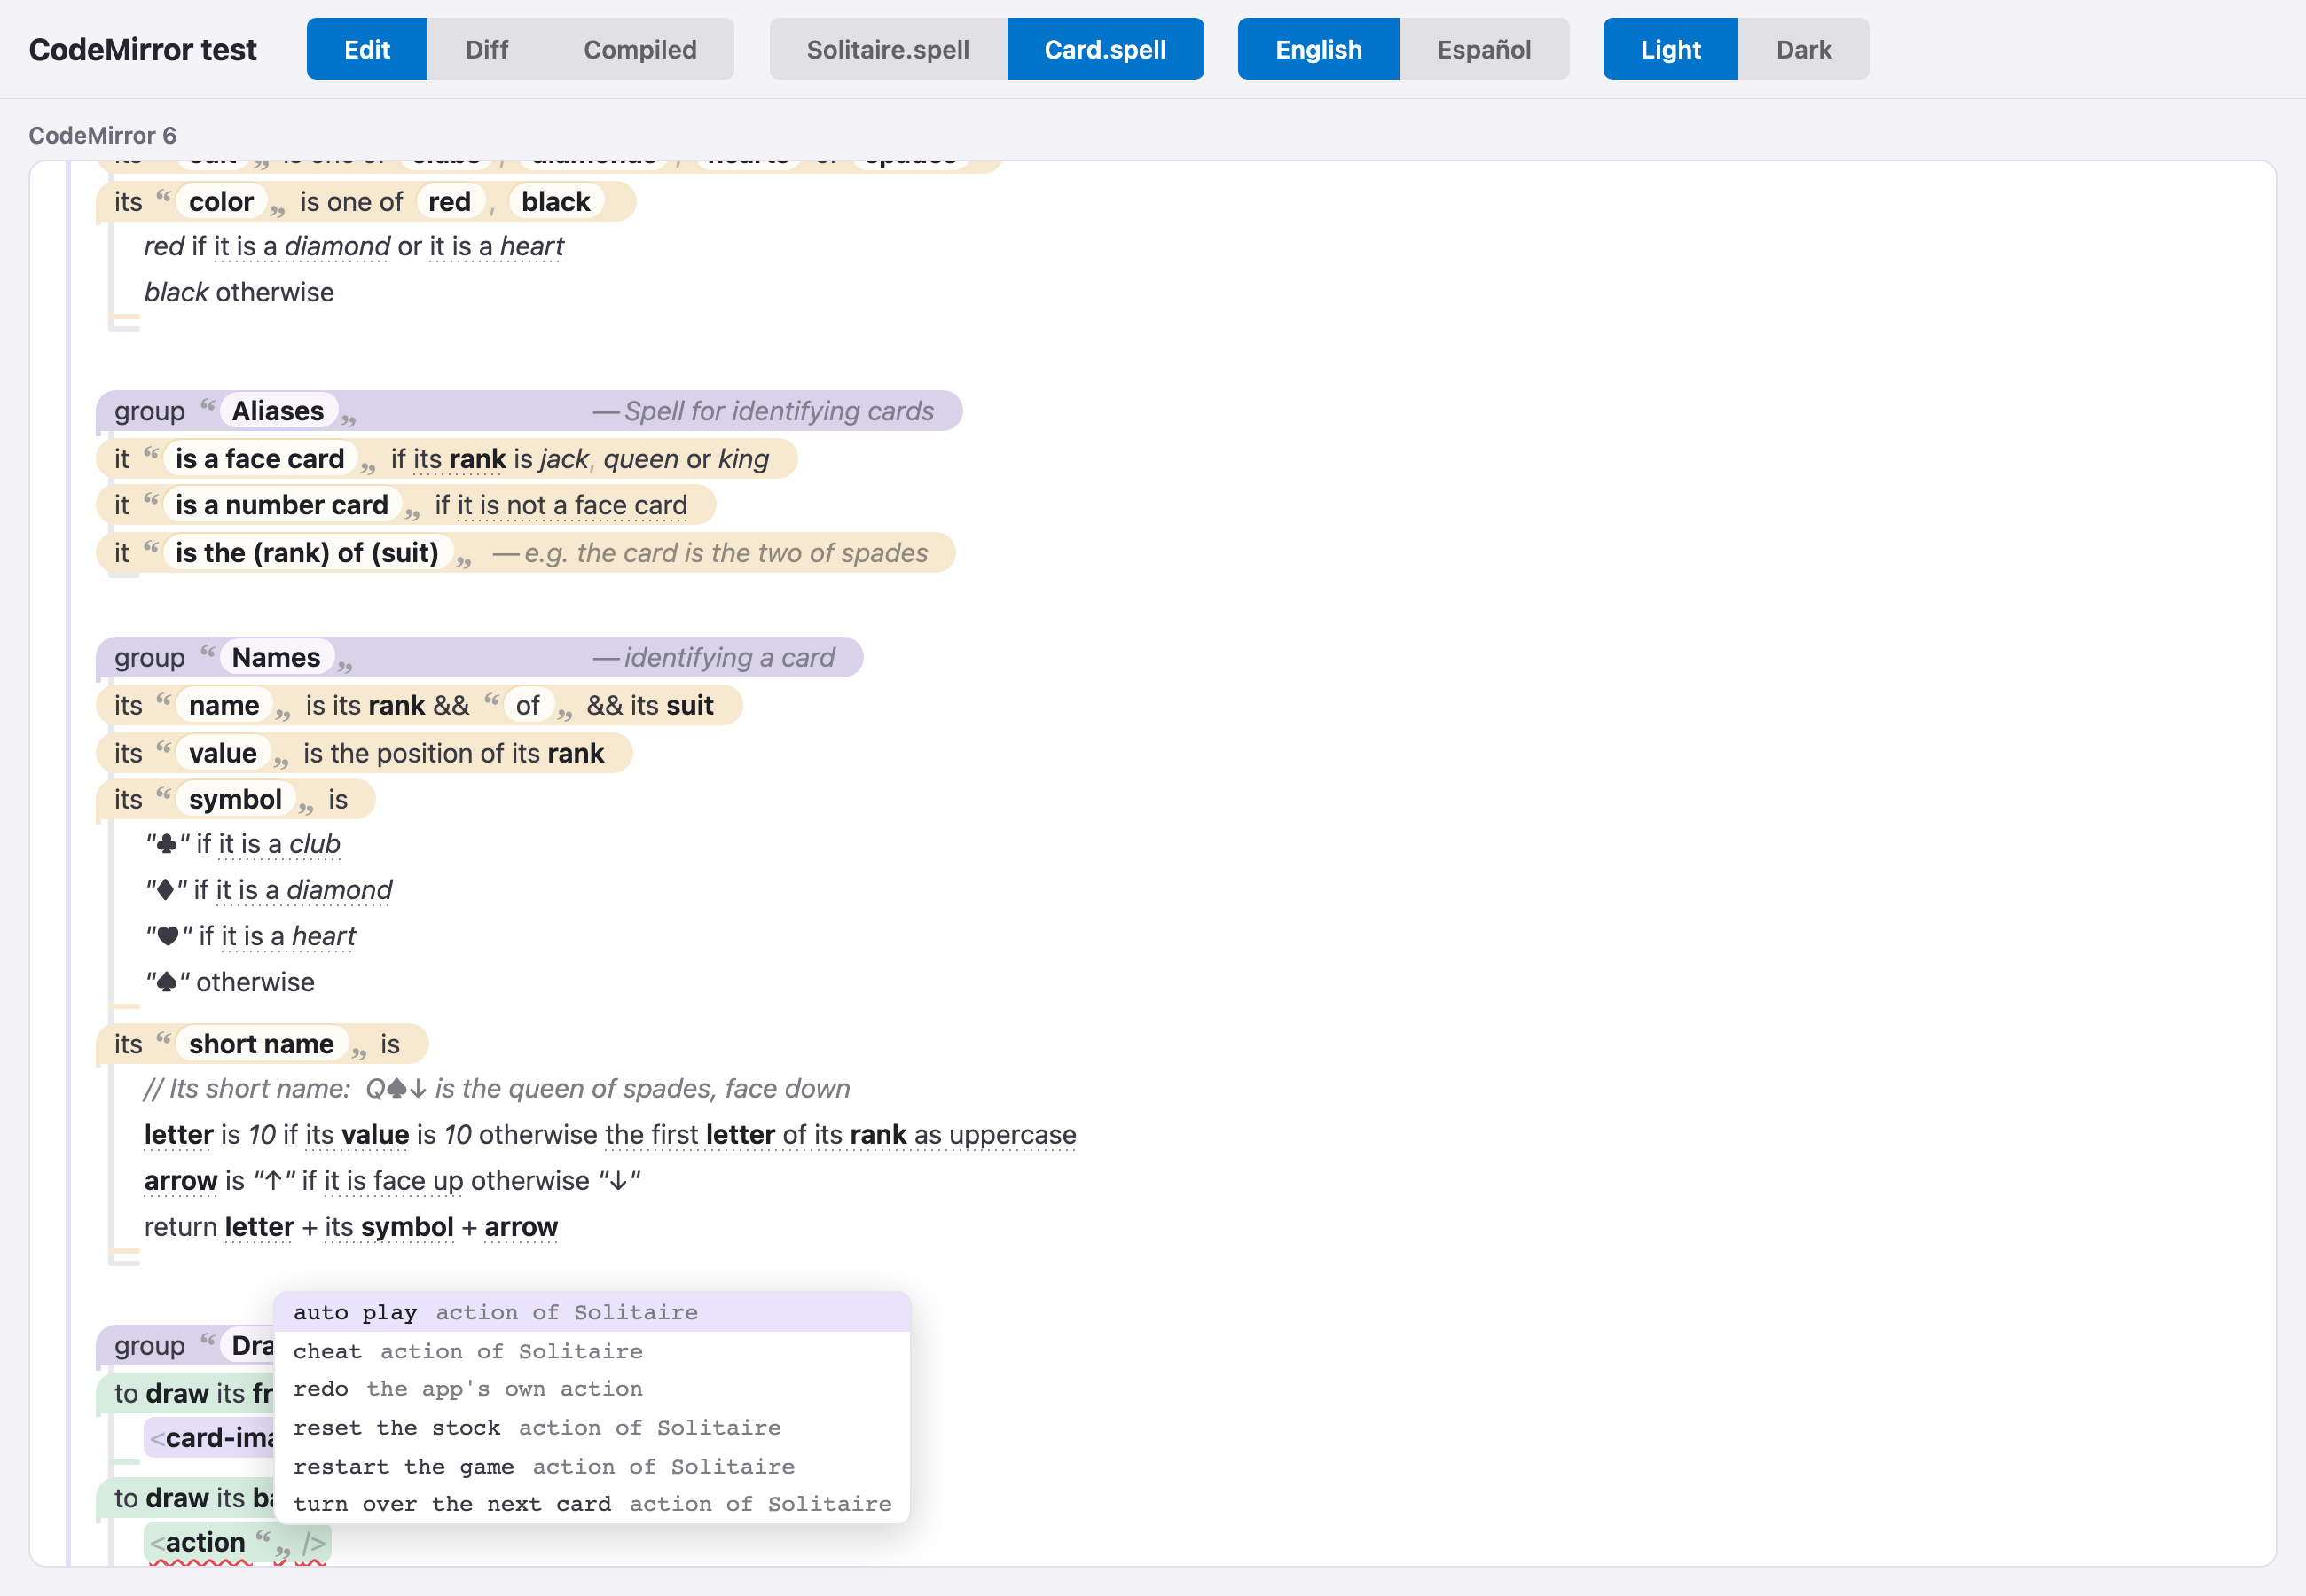 CodeMirror test Edit Diff Compiled Solitaire.spell Card.spell English Español Light Dark
CodeMirror 6
its “ color „ is one of red , black
red if it is a diamond or it is a heart
black otherwise
group “ Aliases „ — Spell for identifying cards
it “ is a face card „ if its rank is jack, queen or king
it “ is a number card „ if it is not a face card
it “ is the (rank) of (suit) „ — e.g. the card is the two of spades
group “ Names „ — identifying a card
its “ name „ is its rank && “ of „ && its suit
its “ value „ is the position of its rank
its “ symbol „ is
"♣" if it is a club
"♦" if it is a diamond
"♥" if it is a heart
"♠" otherwise
its “ short name „ is
// Its short name: Q♠↓ is the queen of spades, face down
letter is 10 if its value is 10 otherwise the first letter of its rank as uppercase
arrow is "↑" if it is face up otherwise "↓"
return letter + its symbol + arrow
auto play action of Solitaire
cheat action of Solitaire
redo the app's own action
reset the stock action of Solitaire
restart the game action of Solitaire
turn over the next card action of Solitaire
group “
to draw its
to draw its
<action “„ />